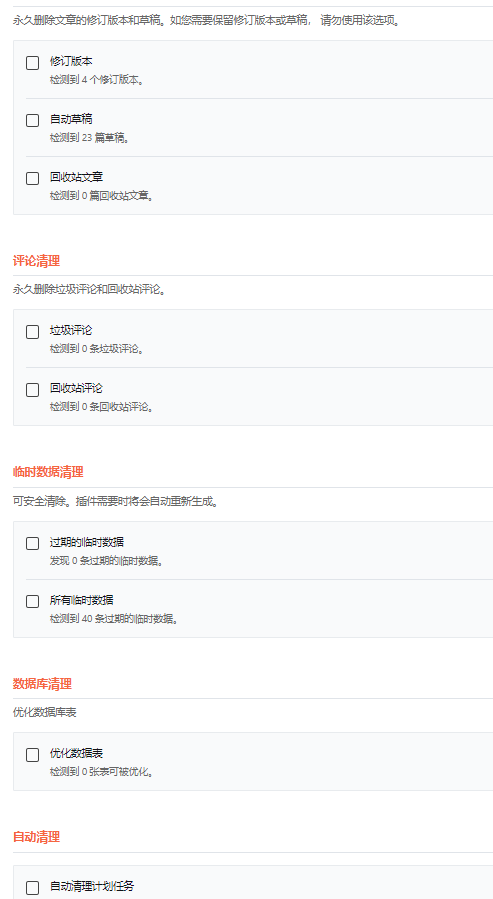 永久删除文章的修订版本和草稿。如您需要保留修订版本或草稿， 请勿使用该选项。
修订版本
检测到 4 个修订版本。
自动草稿
检测到 23 篇草稿。
回收站文章
检测到 0 篇回收站文章。
评论清理
永久删除垃圾评论和回收站评论。
垃圾评论
检测到 0 条垃圾评论。
回收站评论
检测到 0 条回收站评论。
临时数据清理
可安全清除。插件需要时将会自动重新生成。
过期的临时数据
发现 0 条过期的临时数据。
所有临时数据
检测到 40 条过期的临时数据。
数据库清理
优化数据库表
优化数据表
检测到 0 张表可被优化。
自动清理
自动清理计划任务